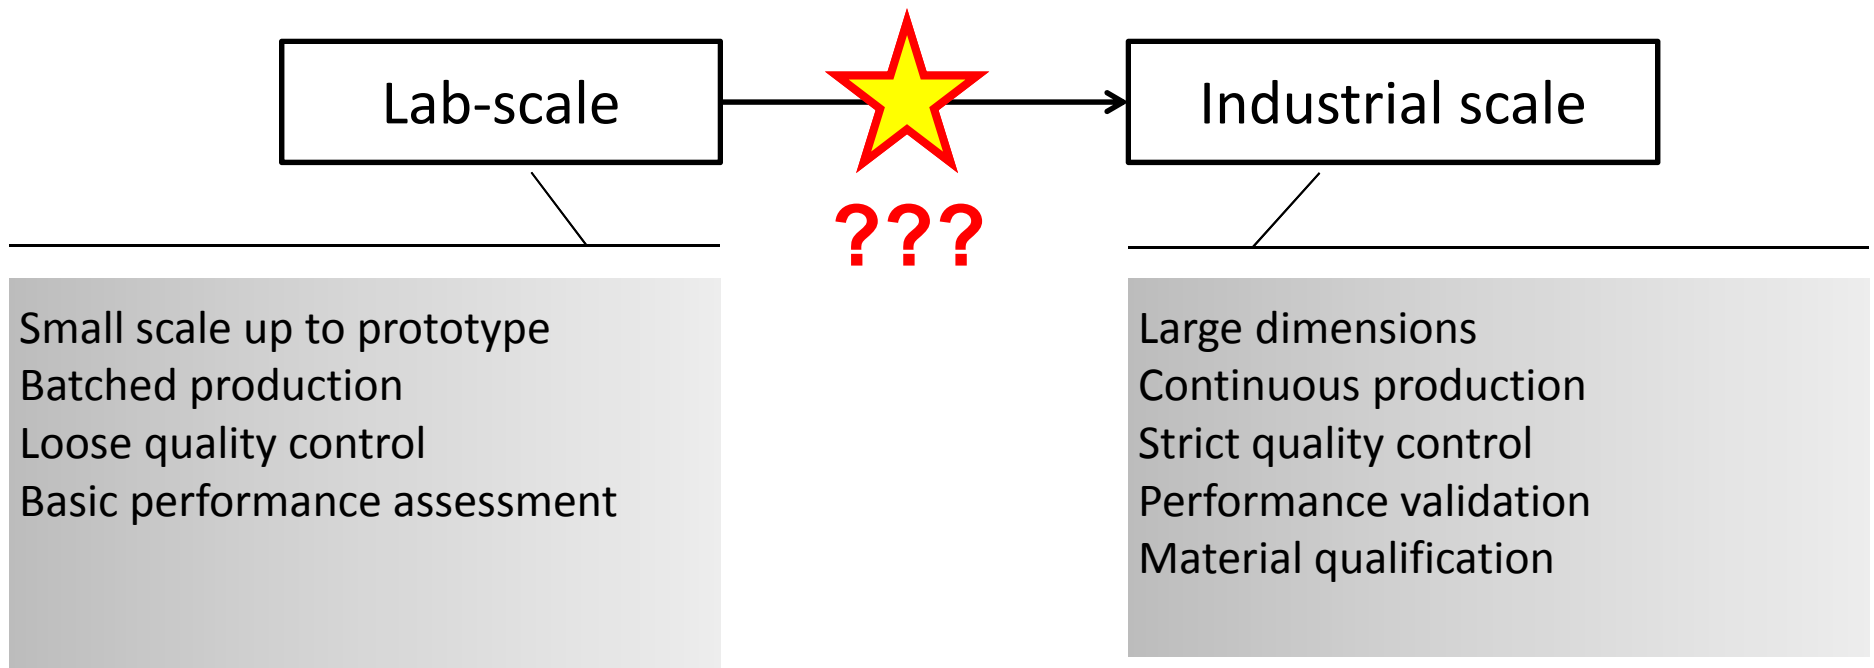 Lab-scale
Industrial scale
???
Small scale up to prototype
Batched production
Loose quality control
Basic performance assessment
Large dimensions
Continuous production
Strict quality control
Performance validation
Material qualification